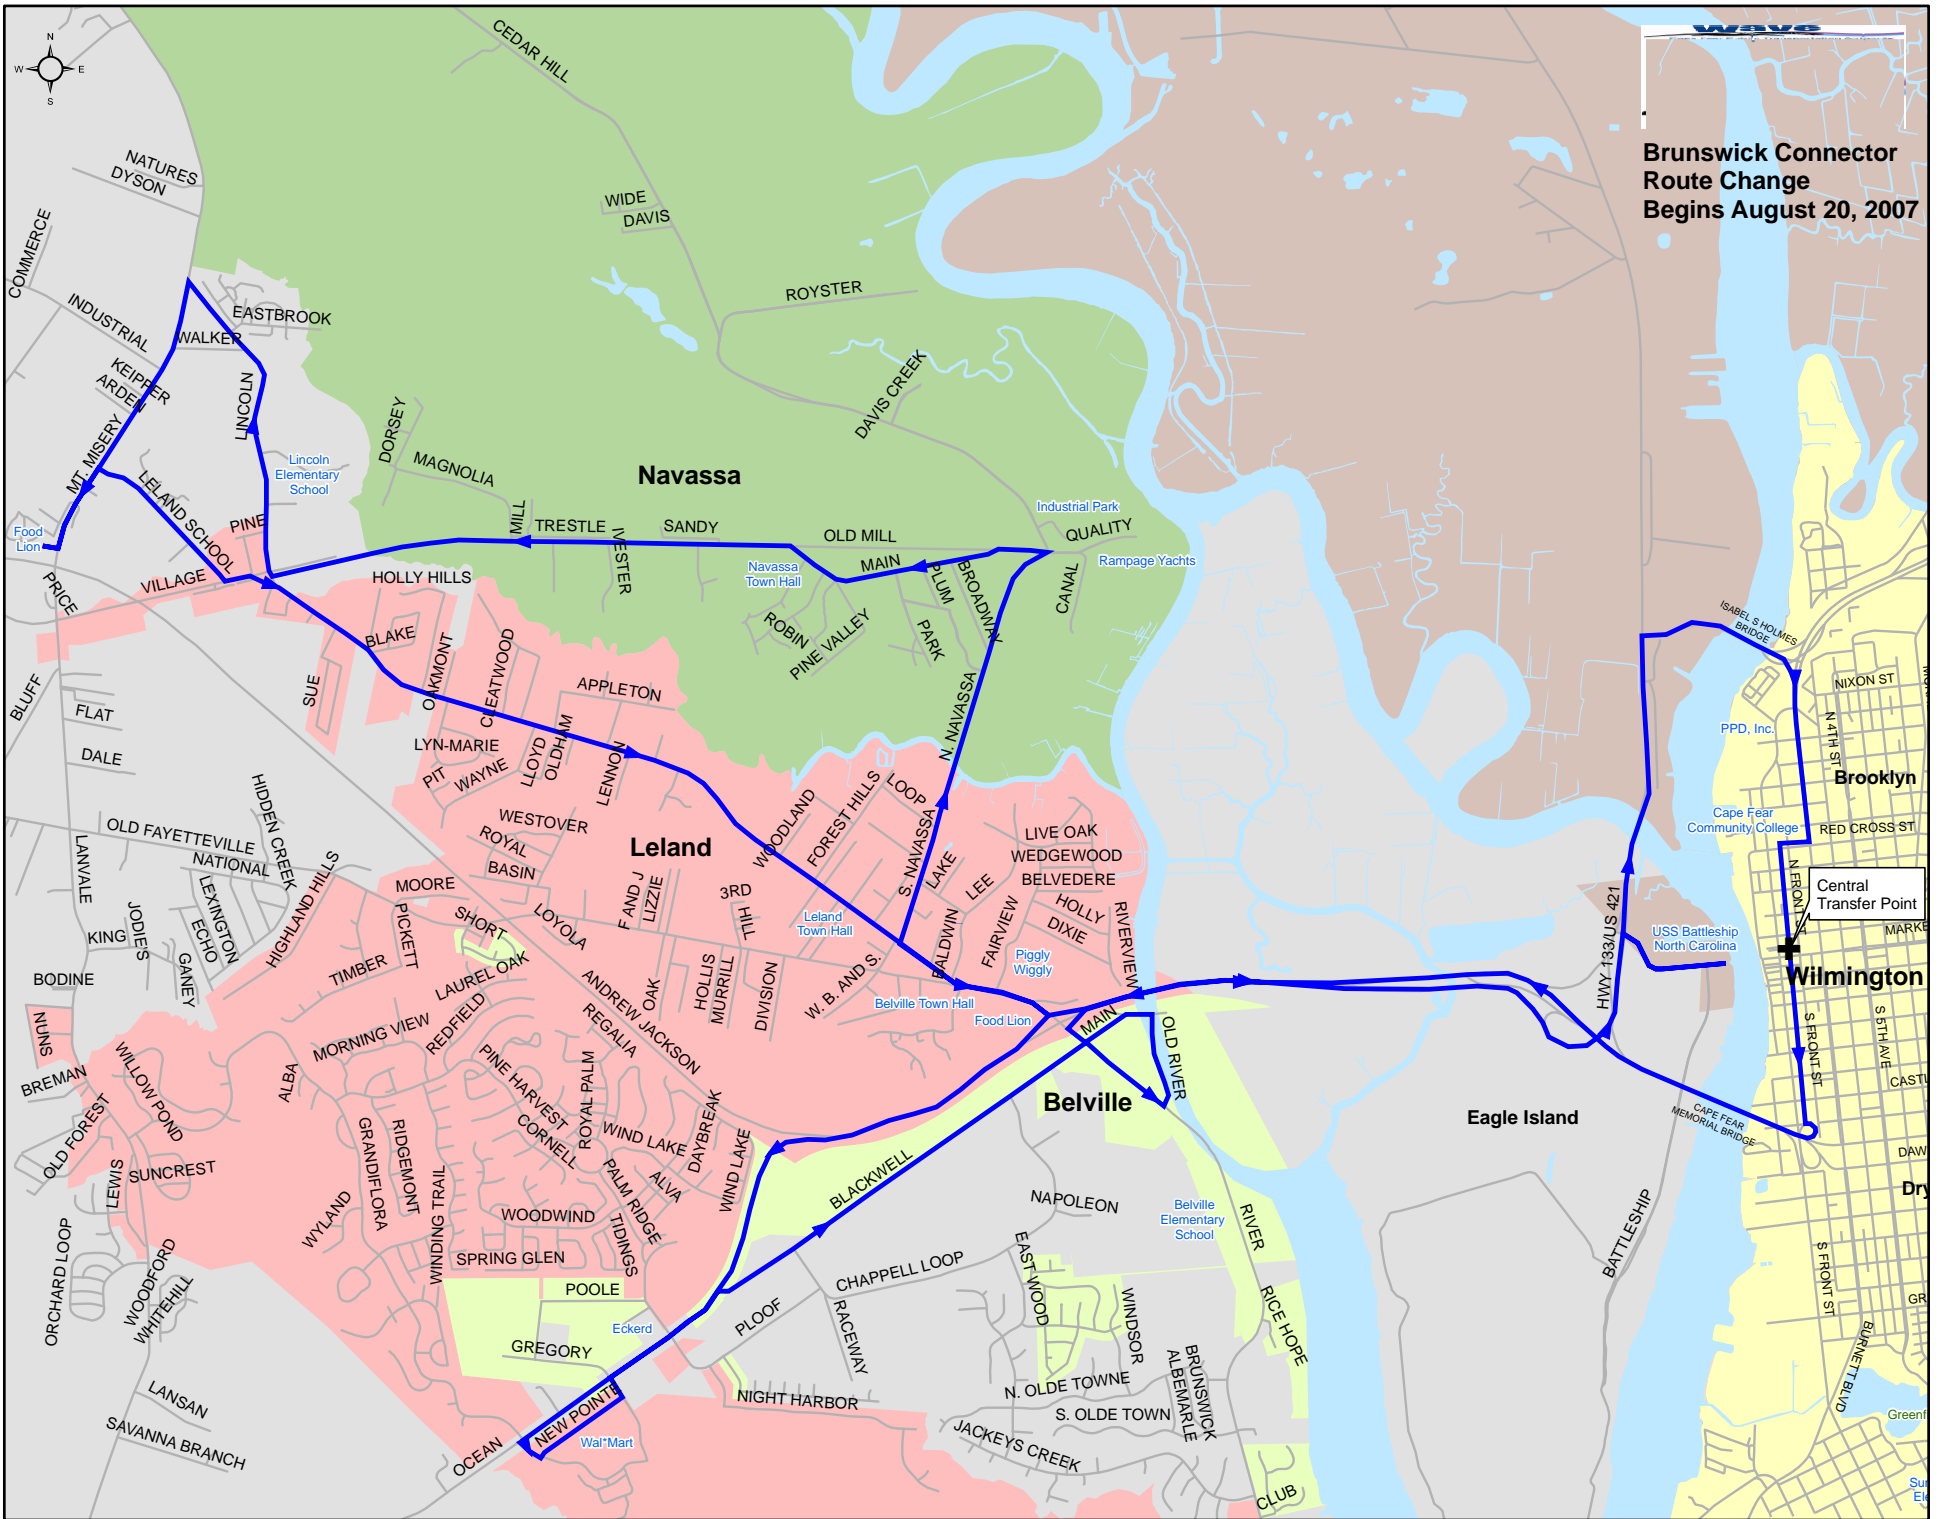 N
W
E
S
Wave
Brunswick Connector
Route Change
Begins August 20, 2007
CEDAR HILL
NATURES
DYSON
COMMERCE
WIDE
DAVIS
ROYSTER
INDUSTRIAL
EASTBROOK
WALKER
KEIPPER
ARDEN
LINCOLN
MT. MISERY
LELAND SCHOOL
Lincoln
Elementary
School
DORSEY
MAGNOLIA
Navassa
DAVIS CREEK
Industrial Park
QUALITY
Rampage Yachts
CANAL
MILL
TRESTLE
IVESTER
SANDY
OLD MILL
MAIN
PLUM
BROADWAY
Navassa
Town Hall
ROBIN
PINE VALLEY
PARK
N. NAVASSA
Food
Lion
PINE
VILLAGE
PRICE
HOLLY HILLS
BLAKE
OAKMONT
CLEATWOOD
SUE
APPLETON
LYN-MARIE
PIT
WAYNE
LLOYD
OLDHAM
LENNON
BLUFF
FLAT
DALE
HIDDEN CREEK
OLD FAYETTEVILLE
NATIONAL
LANVALE
LEXINGTON
ECHO
JODIES
KING
GANEY
BODINE
NUNS
BREMAN
HIGHLAND HILLS
WESTOVER
ROYAL
BASIN
Leland
MOORE
PICKETT
SHORT
LOYOLA
F AND J
LIZZIE
3RD
HILL
WOODLAND
FOREST HILLS
LOOP
S. NAVASSA
LAKE
LEE
LIVE OAK
WEDGEWOOD
BELVEDERE
HOLLY
DIXIE
RIVERVIEW
FAIRVIEW
BALDWIN
Leland
Town Hall
Piggly
Wiggly
W. B. AND S.
Belville Town Hall
Food Lion
MAIN
OLD RIVER
TIMBER
LAUREL OAK
REDFIELD
MORNING VIEW
ANDREW JACKSON
REGALIA
OAK
HOLLIS
MURRILL
DIVISION
ALBA
WILLOW POND
OLD FOREST
LEWIS
SUNCREST
GRANDIFLORA
RIDGEMONT
WYLAND
WINDING TRAIL
PINE HARVEST
CORNELL
ROYAL PALM
WIND LAKE
DAYBREAK
WIND LAKE
ALVA
PALM RIDGE
WOODWIND
TIDINGS
SPRING GLEN
ORCHARD LOOP
WOODFORD
WHITEHILL
POOLE
Eckerd
GREGORY
LANSAN
SAVANNA BRANCH
OCEAN
NEW POINTE
Wal*Mart
BLACKWELL
PLOOF
CHAPPELL LOOP
RACEWAY
NIGHT HARBOR
Belville
NAPOLEON
EAST WOOD
Belville
Elementary
School
RIVER
RICE HOPE
WINDSOR
BRUNSWICK
ALBEMARLE
N. OLDE TOWNE
S. OLDE TOWN
JACKEYS CREEK
CLUB
Eagle Island
BATTLESHIP
HWY 133/US 421
USS Battleship
North Carolina
ISABEL S HOLMES
BRIDGE
NIXON ST
N 4TH ST
PPD, Inc.
Brooklyn
Cape Fear
Community College
RED CROSS ST
N FRONT ST
Central
Transfer Point
MARKE
Wilmington
S FRONT ST
S 5TH AVE
CASTL
CAPE FEAR
MEMORIAL BRIDGE
DAW
Dry
S FRONT ST
GR
BURNETT BLVD
Greenf
Sun
Ele